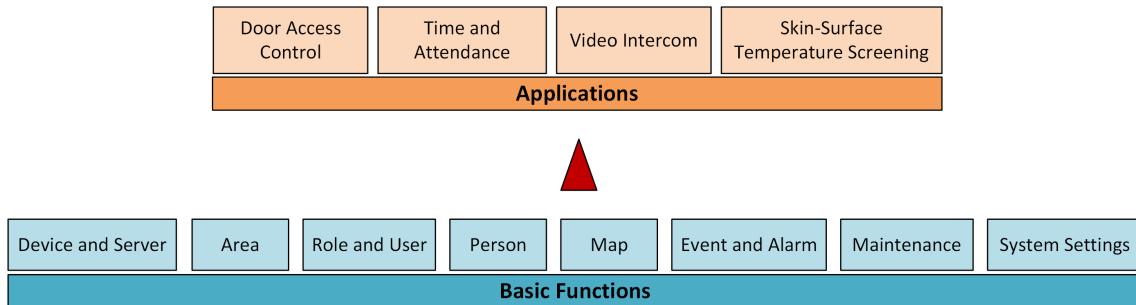 Door Access
Control
Time and
Attendance
Video Intercom
Skin-Surface
Temperature Screening
Applications
Device and Server
Area
Role and User
Person
Map
Event and Alarm
Maintenance
System Settings
Basic Functions